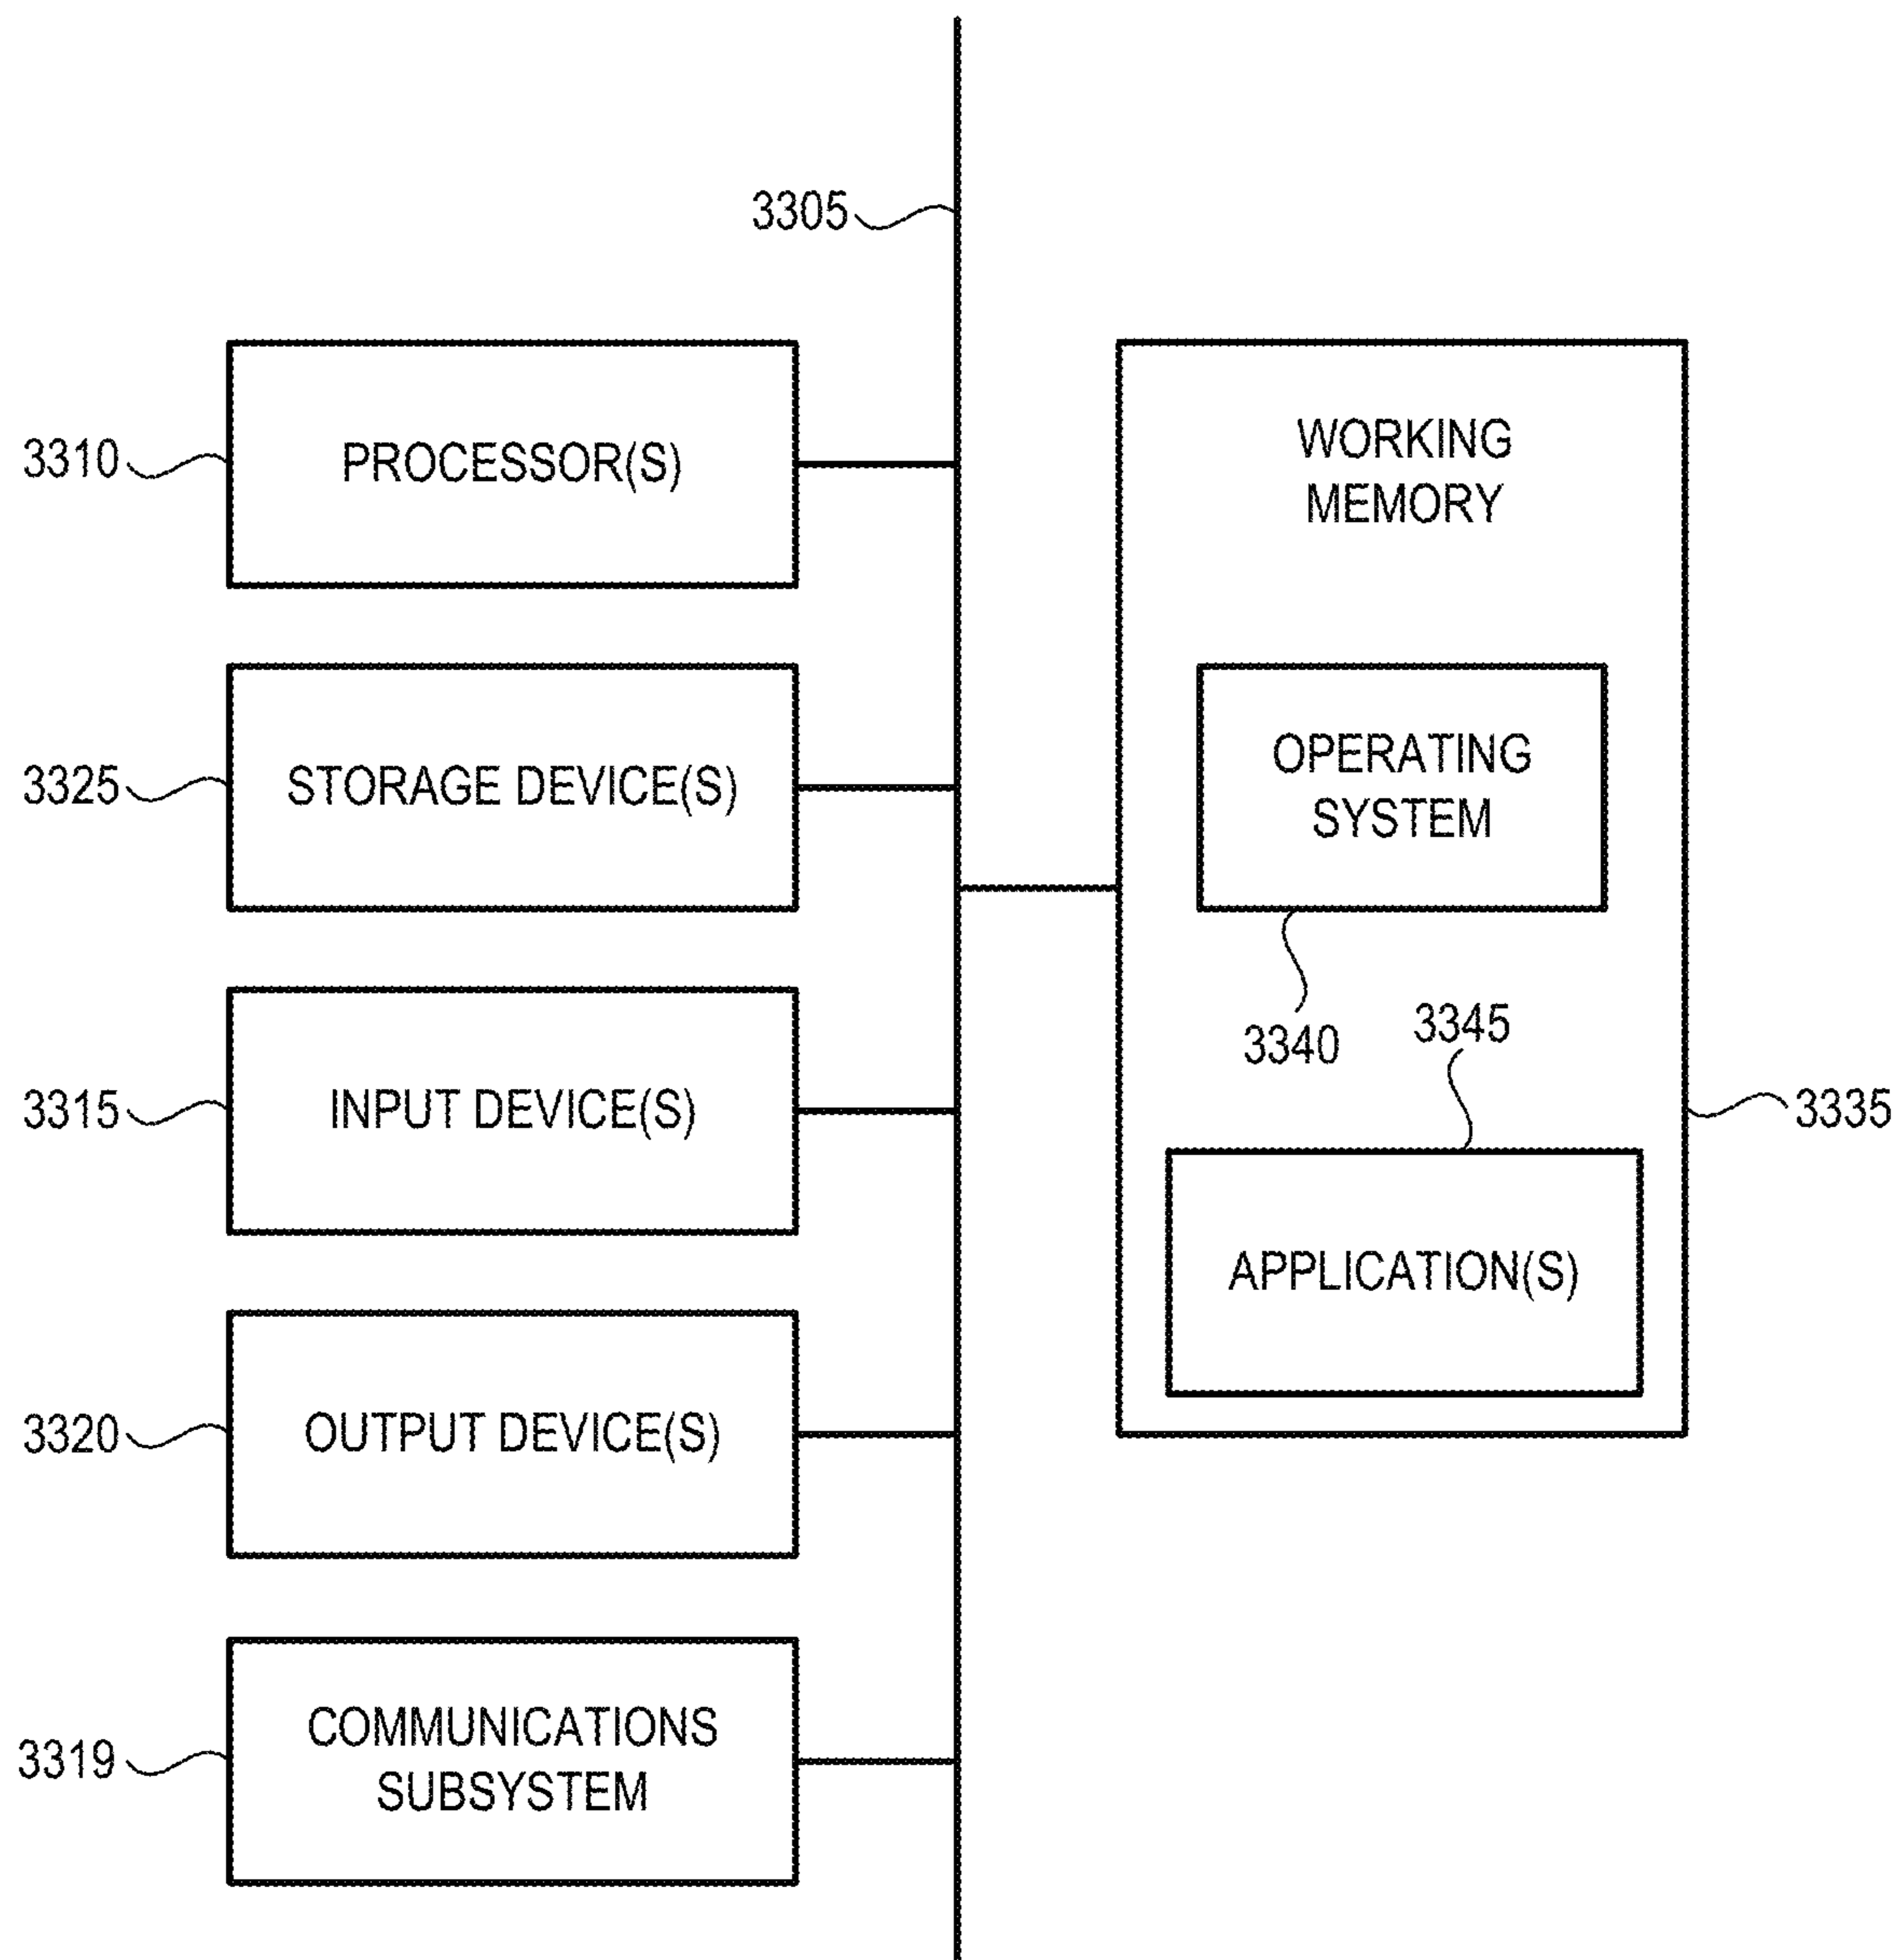 3305
3310
PROCESSOR(S)
3325
STORAGE DEVICE(S)
3315
INPUT DEVICE(S)
3320
OUTPUT DEVICE(S)
3319
COMMUNICATIONS
SUBSYSTEM
WORKING
MEMORY
OPERATING
SYSTEM
3340
3345
APPLICATION(S)
3335